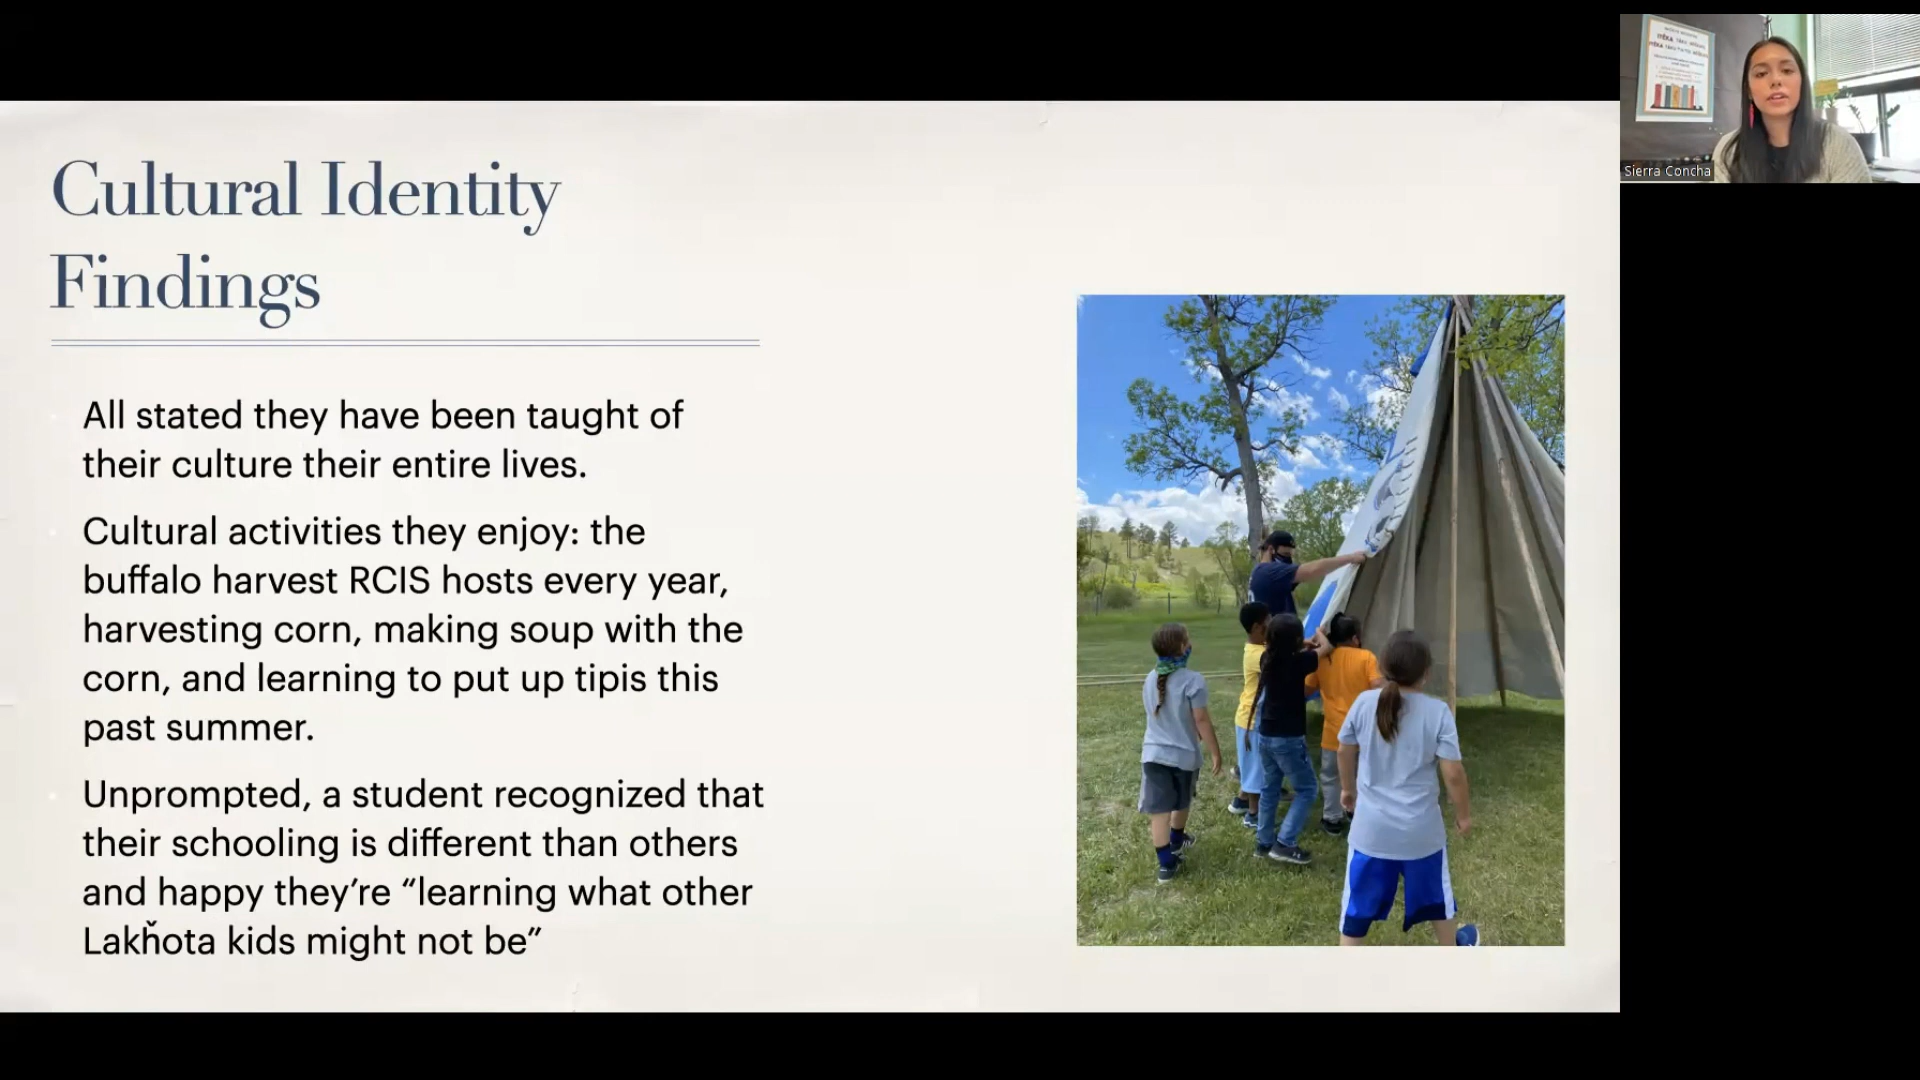 Cultural Identity
Findings
All stated they have been taught of
their culture their entire lives.
Cultural activities they enjoy: the
buffalo harvest RCIS hosts every year,
harvesting corn, making soup with the
corn, and learning to put up tipis this
past summer.
Unprompted, a student recognized that
their schooling is different than others
and happy they’re “learning what other
Lakȟota kids might not be”
Sierra Concha